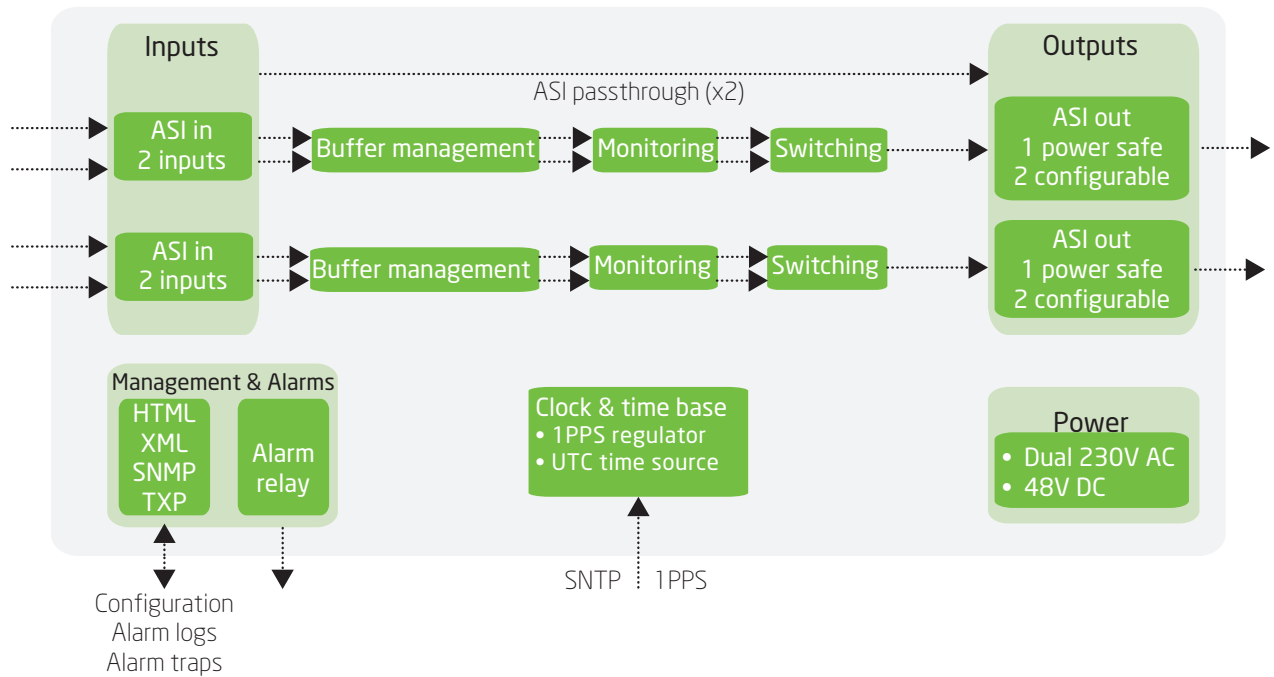 Inputs
Outputs
ASI passthrough (x2)
ASI in
2 inputs
Buffer management
Monitoring
Switching
ASI out
1 power safe
2 configurable
ASI in
2 inputs
Buffer management
Monitoring
Switching
ASI out
1 power safe
2 configurable
Management & Alarms
HTML
XML
SNMP
TXP
Alarm
relay
Clock & time base
• 1PPS regulator
• UTC time source
Power
• Dual 230V AC
• 48V DC
SNTP
1PPS
Configuration
Alarm logs
Alarm traps